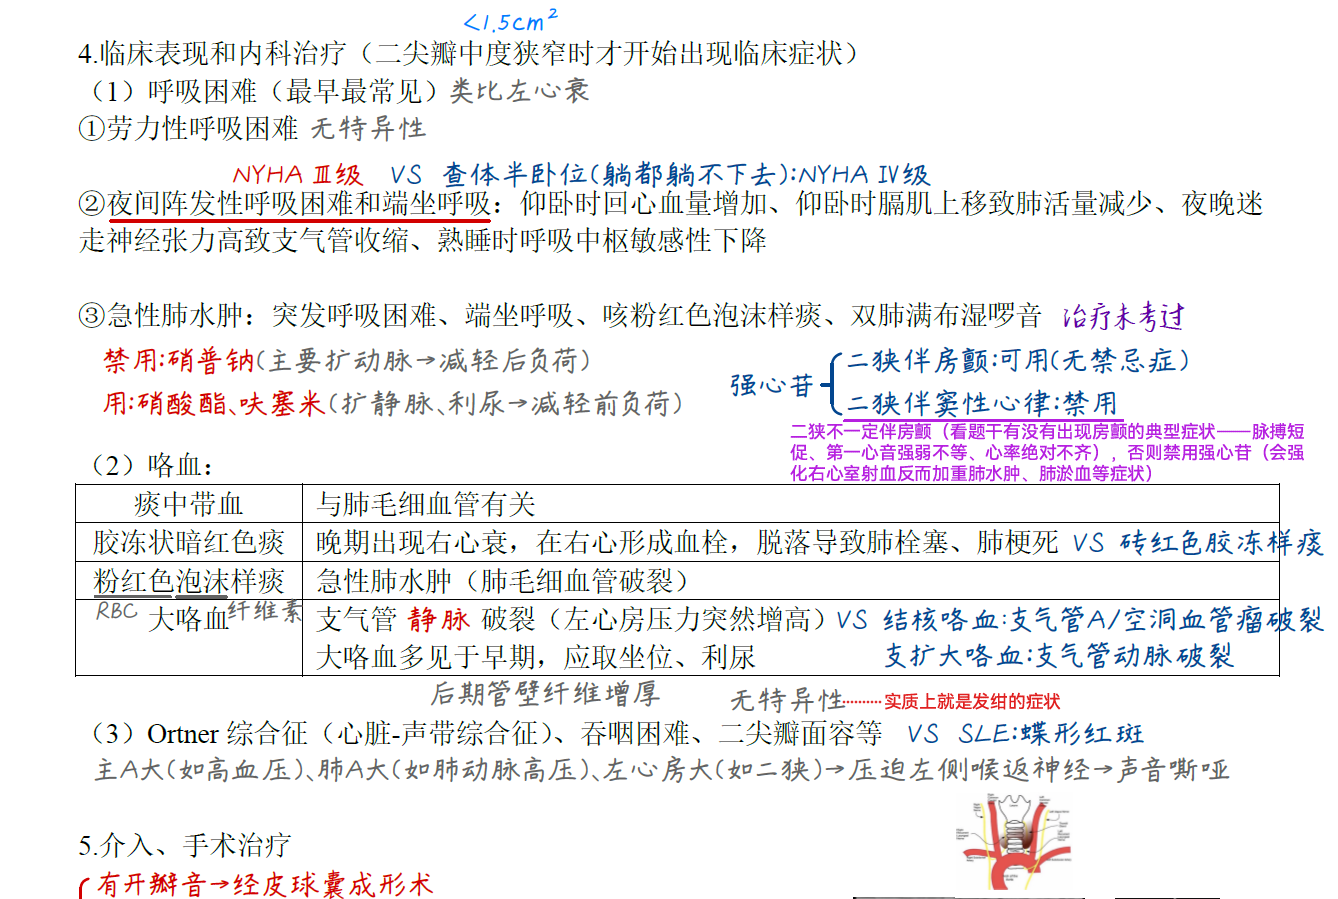 <1.5cm²
4.临床表现和内科治疗（二尖瓣中度狭窄时才开始出现临床症状）
（1）呼吸困难（最早最常见）类比左心衰
①劳力性呼吸困难 无特异性
NYHA Ⅲ级 VS 查体半卧位(躺都躺不下去):NYHA Ⅳ级
②夜间阵发性呼吸困难和端坐呼吸：仰卧时回心血量增加、仰卧时膈肌上移致肺活量减少、夜晚迷
走神经张力高致支气管收缩、熟睡时呼吸中枢敏感性下降
③急性肺水肿：突发呼吸困难、端坐呼吸、咳粉红色泡沫样痰、双肺满布湿啰音 治疗未考过
禁用:硝普钠(主要扩动脉→减轻后负荷)
用:硝酸酯、呋塞米(扩静脉、利尿→减轻前负荷)
强心苷
二狭伴房颤:可用(无禁忌症)
二狭伴窦性心律:禁用
二狭不一定伴房颤（看题干有没有出现房颤的典型症状——脉搏短
促、第一心音强弱不等、心率绝对不齐），否则禁用强心苷（会强
化右心室射血反而加重肺水肿、肺淤血等症状）
（2）咯血：
痰中带血 与肺毛细血管有关
胶冻状暗红色痰 晚期出现右心衰，在右心形成血栓，脱落导致肺栓塞、肺梗死 VS 砖红色胶冻样痰
粉红色泡沫样痰 急性肺水肿（肺毛细血管破裂）
RBC 大咯血 纤维素 支气管 静脉 破裂（左心房压力突然增高）VS 结核咯血:支气管A/空洞血管瘤破裂
大咯血多见于早期，应取坐位、利尿 支扩大咯血:支气管动脉破裂
后期管壁纤维增厚 无特异性………实质上就是发绀的症状
（3）Ortner 综合征（心脏-声带综合征）、吞咽困难、二尖瓣面容等 VS SLE:蝶形红斑
主A大(如高血压)、肺A大(如肺动脉高压)、左心房大(如二狭)→压迫左侧喉返神经→声音嘶哑
5.介入、手术治疗
有开瓣音→经皮球囊成形术